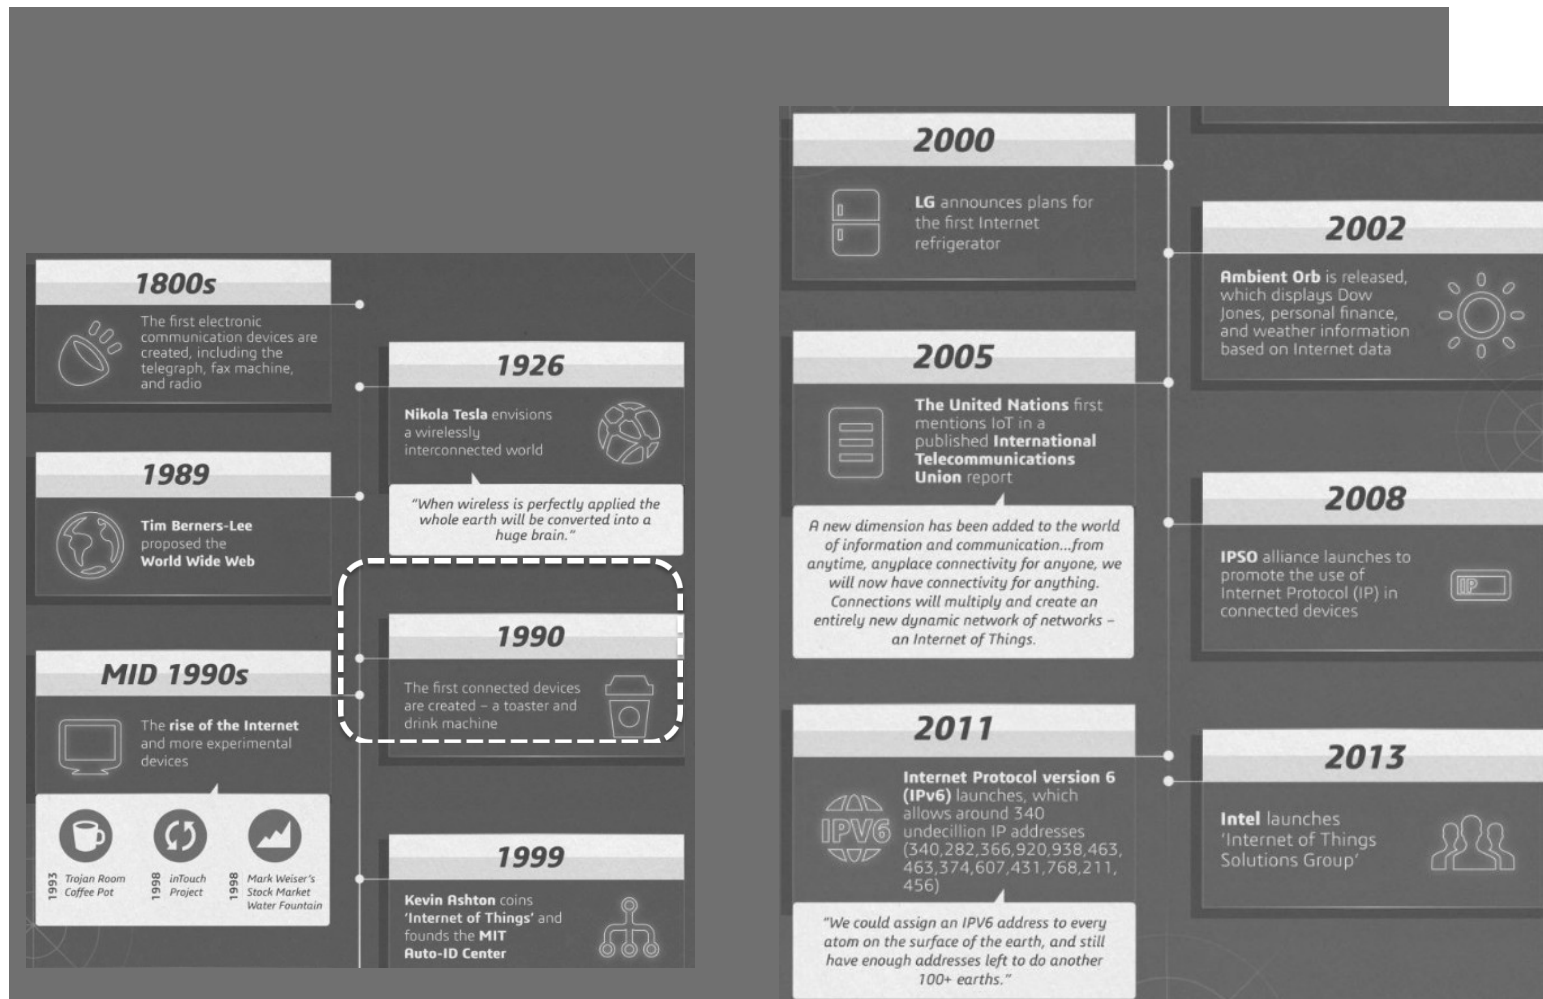 1800s
The first electronic
communication devices are
created, including the
telegraph, fax machine,
and radio
1926
Nikola Tesla envisions
a wirelessly
interconnected world
"When wireless is perfectly applied the
whole earth will be converted into a
huge brain."
1989
Tim Berners-Lee
proposed the
World Wide Web
1990
The first connected devices
are created – a toaster and
drink machine
MID 1990s
The rise of the Internet
and more experimental
devices
1993
Trojan Room
Coffee Pot
1998
inTouch
Project
1998
Mark Weiser's
Stock Market
Water Fountain
1999
Kevin Ashton coins
'Internet of Things' and
founds the MIT
Auto-ID Center
2000
LG announces plans for
the first Internet
refrigerator
2002
Ambient Orb is released,
which displays Dow
Jones, personal finance,
and weather information
based on Internet data
2005
The United Nations first
mentions IoT in a
published International
Telecommunications
Union report
A new dimension has been added to the world
of information and communication...from
anytime, anyplace connectivity for anyone, we
will now have connectivity for anything.
Connections will multiply and create an
entirely new dynamic network of networks –
an Internet of Things.
2008
IPSO alliance launches to
promote the use of
Internet Protocol (IP) in
connected devices
IP
2011
Internet Protocol version 6
(IPv6) launches, which
allows around 340
undecillion IP addresses
(340,282,366,920,938,463,
463,374,607,431,768,211,
456)
IPV6
"We could assign an IPV6 address to every
atom on the surface of the earth, and still
have enough addresses left to do another
100+ earths."
2013
Intel launches
'Internet of Things
Solutions Group'